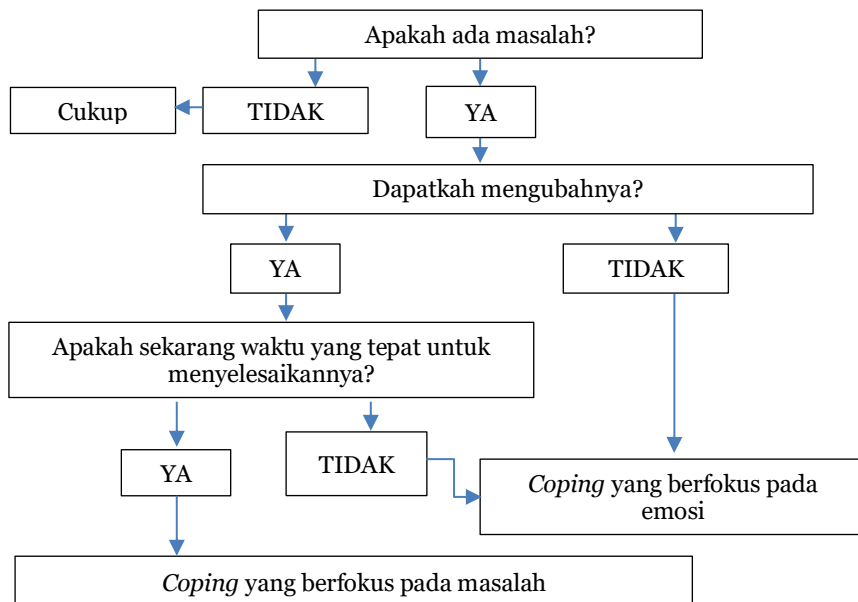 Apakah ada masalah?
Cukup
TIDAK
YA
Dapatkah mengubahnya?
YA
TIDAK
Apakah sekarang waktu yang tepat untuk
menyelesaikannya?
YA
TIDAK
Coping yang berfokus pada
emosi
Coping yang berfokus pada masalah